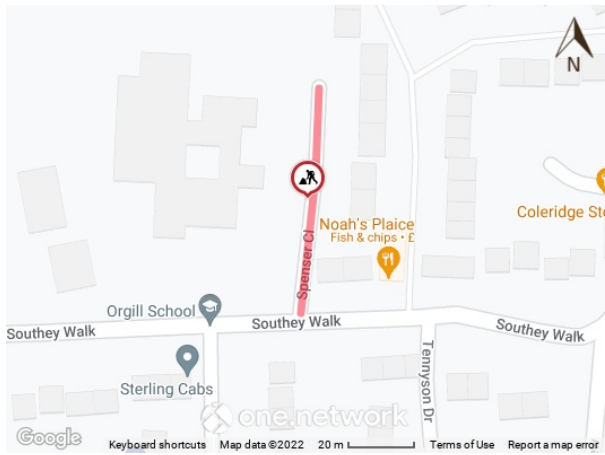 N
Noah's Plaice
Fish & chips • £
Coleridge Sto
Spenser Cl
Orgill School
Southey Walk
Southey Walk
Southey Walk
Tennyson Dr
Sterling Cabs
one.network
Google
Keyboard shortcuts Map data ©2022 20 m Terms of Use Report a map error